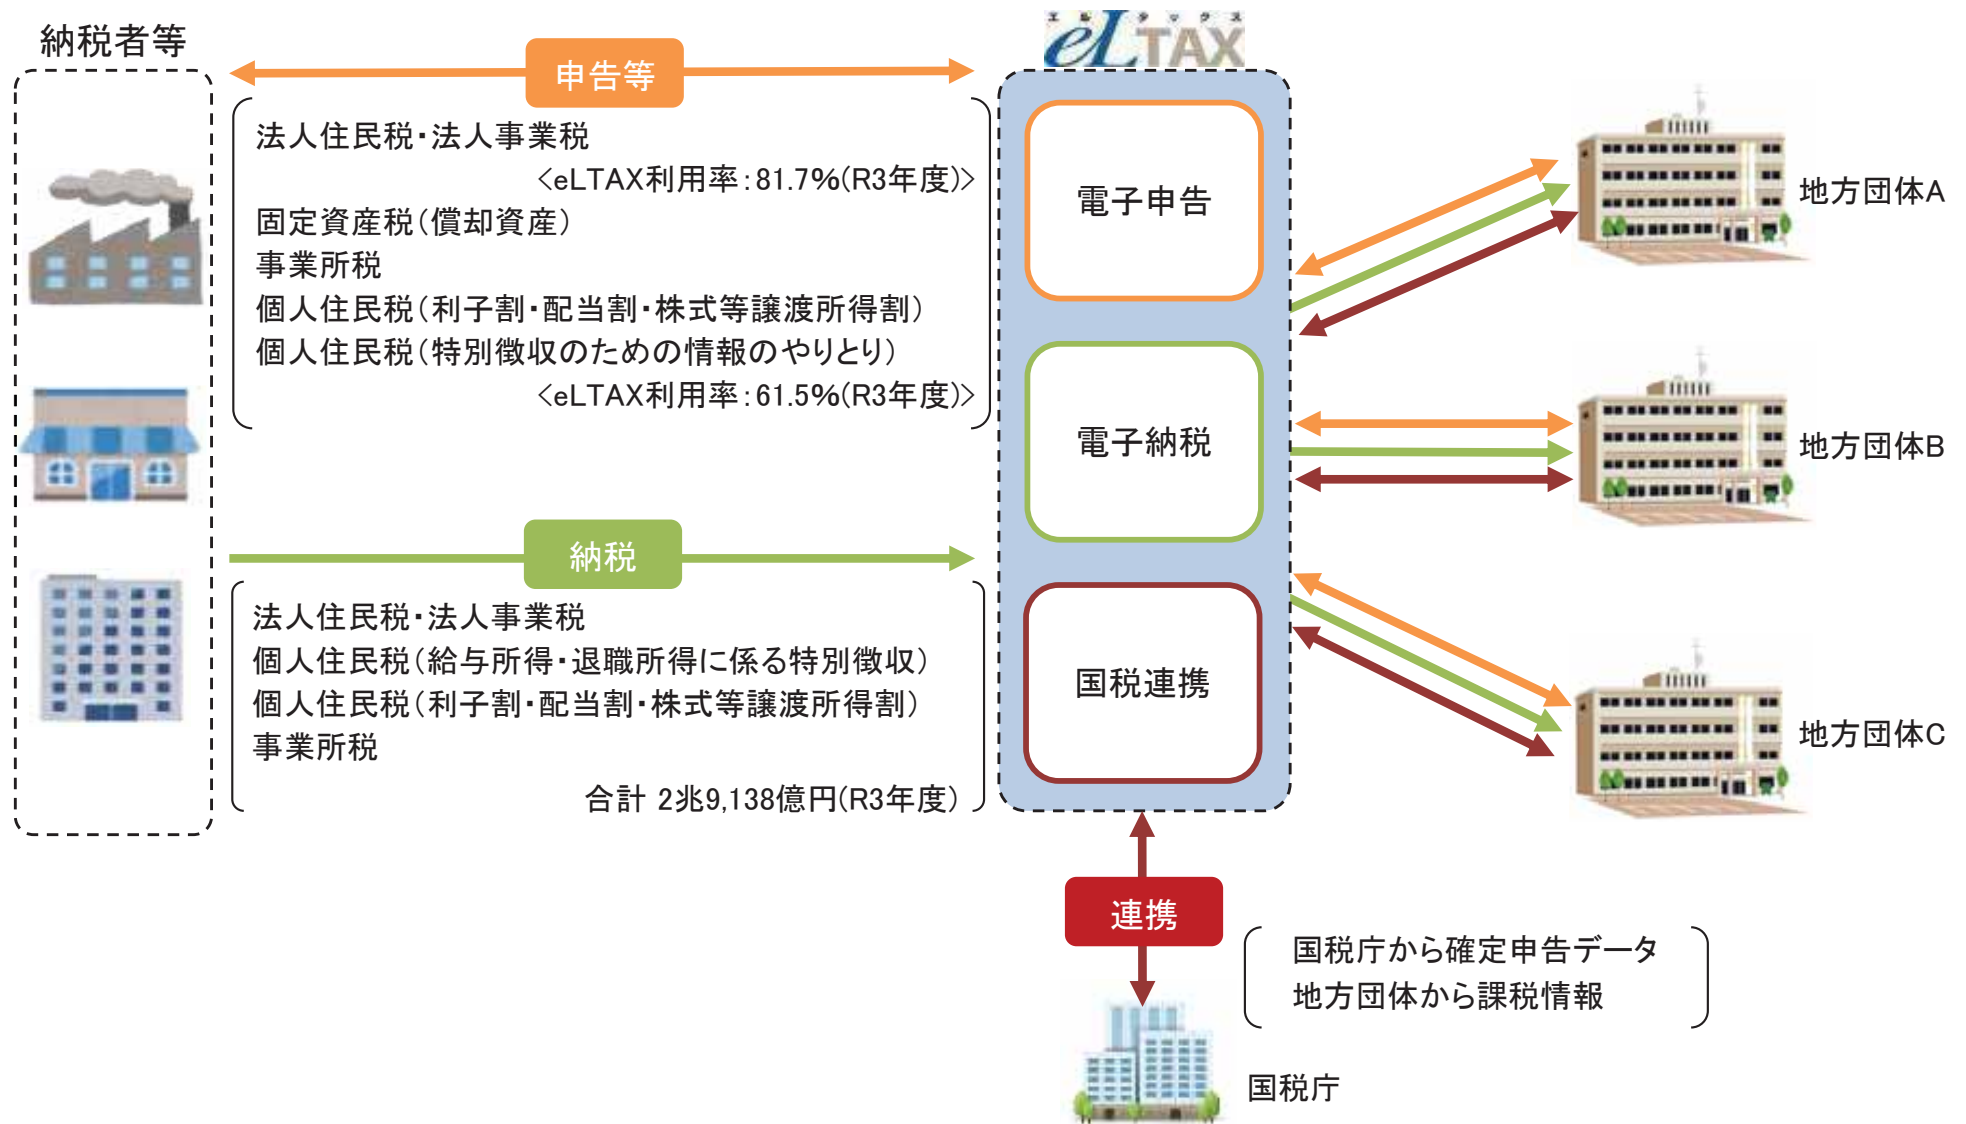 納税者等
エルタックス
eLTAX
申告等
法人住民税・法人事業税
<eLTAX利用率:81.7%(R3年度)>
固定資産税(償却資産)
事業所税
個人住民税(利子割・配当割・株式等譲渡所得割)
個人住民税(特別徴収のための情報のやりとり)
<eLTAX利用率:61.5%(R3年度)>
納税
法人住民税・法人事業税
個人住民税(給与所得・退職所得に係る特別徴収)
個人住民税(利子割・配当割・株式等譲渡所得割)
事業所税
合計 2兆9,138億円(R3年度)
電子申告
電子納税
国税連携
地方団体A
地方団体B
地方団体C
連携
国税庁から確定申告データ
地方団体から課税情報
国税庁